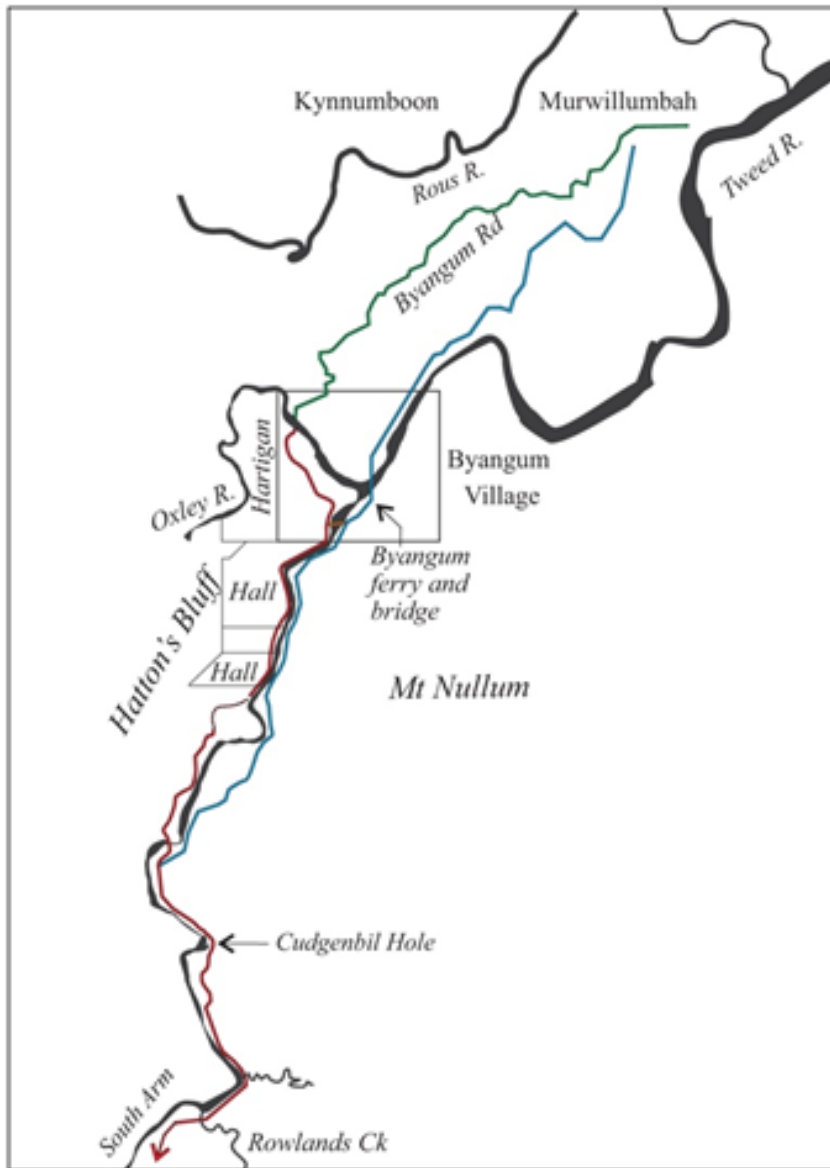 Kynnumboon
Murwillumbah
Rous R.
Tweed R.
Byangum Rd
Hartigan
Oxley R.
Byangum
Village
Byangum
ferry and
bridge
Hatton's Bluff
Hall
Hall
Mt Nullum
Cudgenbil Hole
South Arm
Rowlands Ck